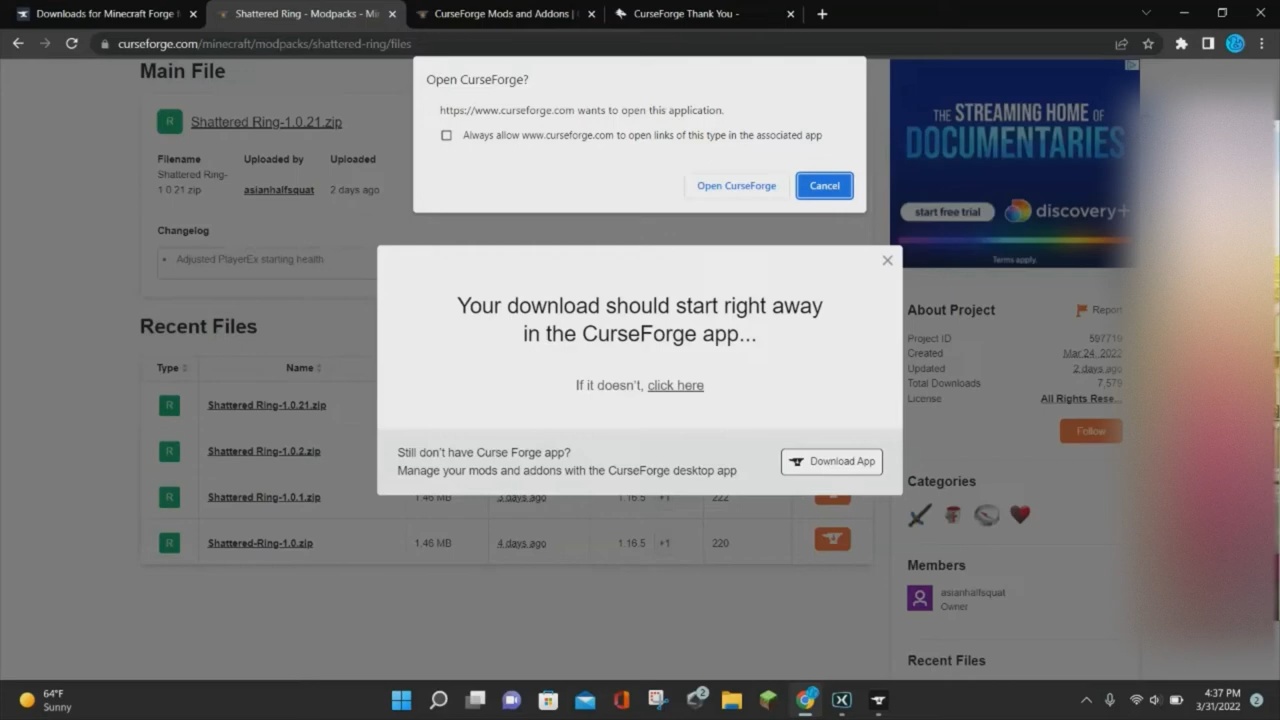 Downloads for Minecraft Forge
Shattered Ring - Modpacks - Mi
CurseForge Mods and Addons |
CurseForge Thank You -
curseforge.com/minecraft/modpacks/shattered-ring/files
Main File
R
Shattered Ring-1.0.21.zip
Filename
Uploaded by
Uploaded
Shattered Ring-
1.0.21.zip
asianhalfsquat
2 days ago
Changelog
Adjusted PlayerEx starting health
Open CurseForge?
https://www.curseforge.com wants to open this application.
Always allow www.curseforge.com to open links of this type in the associated app
Open CurseForge
Cancel
Your download should start right away
in the CurseForge app...
If it doesn't, click here
Still don't have Curse Forge app?
Manage your mods and addons with the CurseForge desktop app
Download App
Recent Files
Type
Name
R
Shattered Ring-1.0.21.zip
R
Shattered Ring-1.0.2.zip
R
Shattered Ring-1.0.1.zip
1.46 MB
3 days ago
1.16.5
+1
222
R
Shattered-Ring-1.0.zip
1.46 MB
4 days ago
1.16.5
+1
220
THE STREAMING HOME OF
DOCUMENTARIES
start free trial
discovery+
Terms apply.
About Project
Report
Project ID
597719
Created
Mar 24, 2022
Updated
2 days ago
Total Downloads
7,579
License
All Rights Rese...
Follow
Categories
Members
asianhalfsquat
Owner
Recent Files
64°F
Sunny
2
4:37 PM
3/31/2022
2